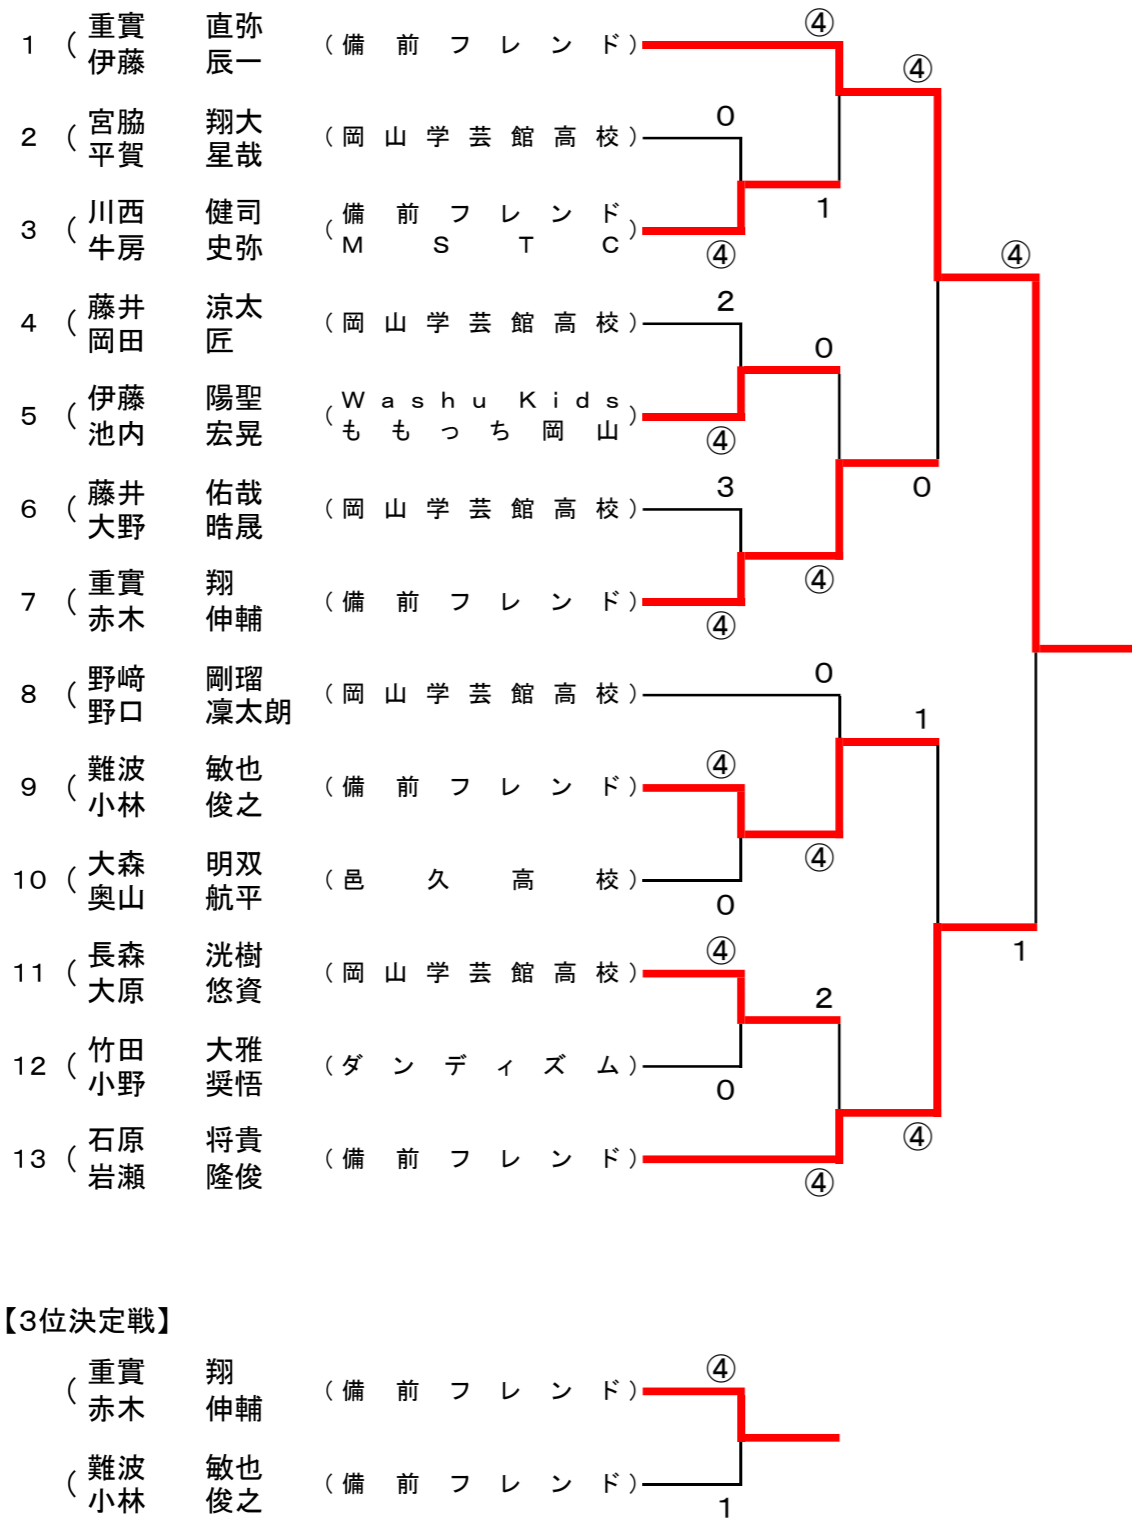 ④
重實 直弥
1 ( (備前フレンド)
伊藤 辰一
④
0
宮脇 翔大
2 ( (岡山学芸館高校)
平賀 星哉
1
川西 健司 備前フレンド
3 ( ( )
牛房 史弥 MSTC
④
④
2
藤井 涼太
4 ( (岡山学芸館高校)
岡田 匠
0
伊藤 陽聖 Washu Kids
5 ( ( )
池内 宏晃 ももっち岡山
④
3
0
藤井 佑哉
6 ( (岡山学芸館高校)
大野 晧晟
④
重實 翔
7 ( (備前フレンド)
赤木 伸輔
④
0
野﨑 剛瑠
8 ( (岡山学芸館高校)
野口 凜太朗
1
④
難波 敏也
9 ( (備前フレンド)
小林 俊之
④
大森 明双
10 ( (邑久高校)
奥山 航平
0
④
1
長森 洸樹
11 ( (岡山学芸館高校)
大原 悠資
2
竹田 大雅
12 ( (ダンディズム)
小野 奨悟
0
④
石原 将貴
13 ( (備前フレンド)
岩瀬 隆俊
④
【3位決定戦】
④
重實 翔
( (備前フレンド)
赤木 伸輔
難波 敏也
( (備前フレンド)
小林 俊之
1